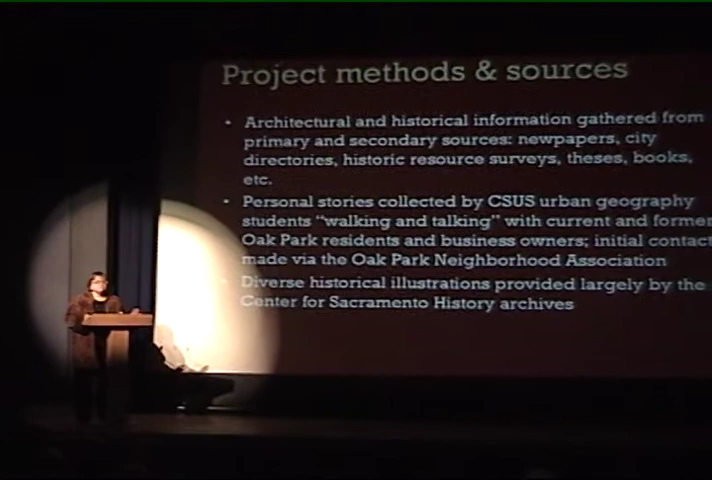 Project methods & sources
• Architectural and historical information gathered from
primary and secondary sources: newpapers, city
directories, historic resource surveys, theses, books,
etc.
• Personal stories collected by CSUS urban geography
students “walking and talking” with current and former
Oak Park residents and business owners; initial contact
made via the Oak Park Neighborhood Association
Diverse historical illustrations provided largely by the
Center for Sacramento History archives